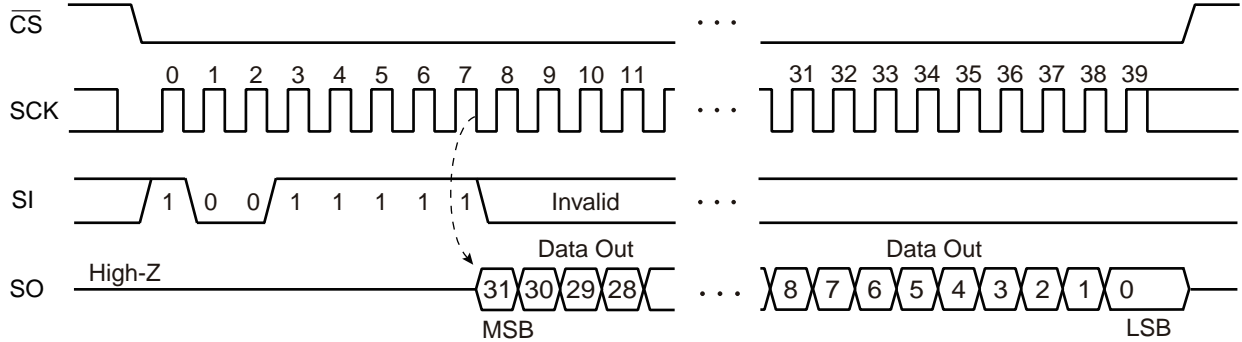 CS
0 1 2 3 4 5 6 7 8 9 10 11 31 32 33 34 35 36 37 38 39
SCK
SI 1 0 0 1 1 1 1 1 Invalid
Data Out Data Out
High-Z
SO 31 30 29 28 8 7 6 5 4 3 2 1 0
MSB LSB